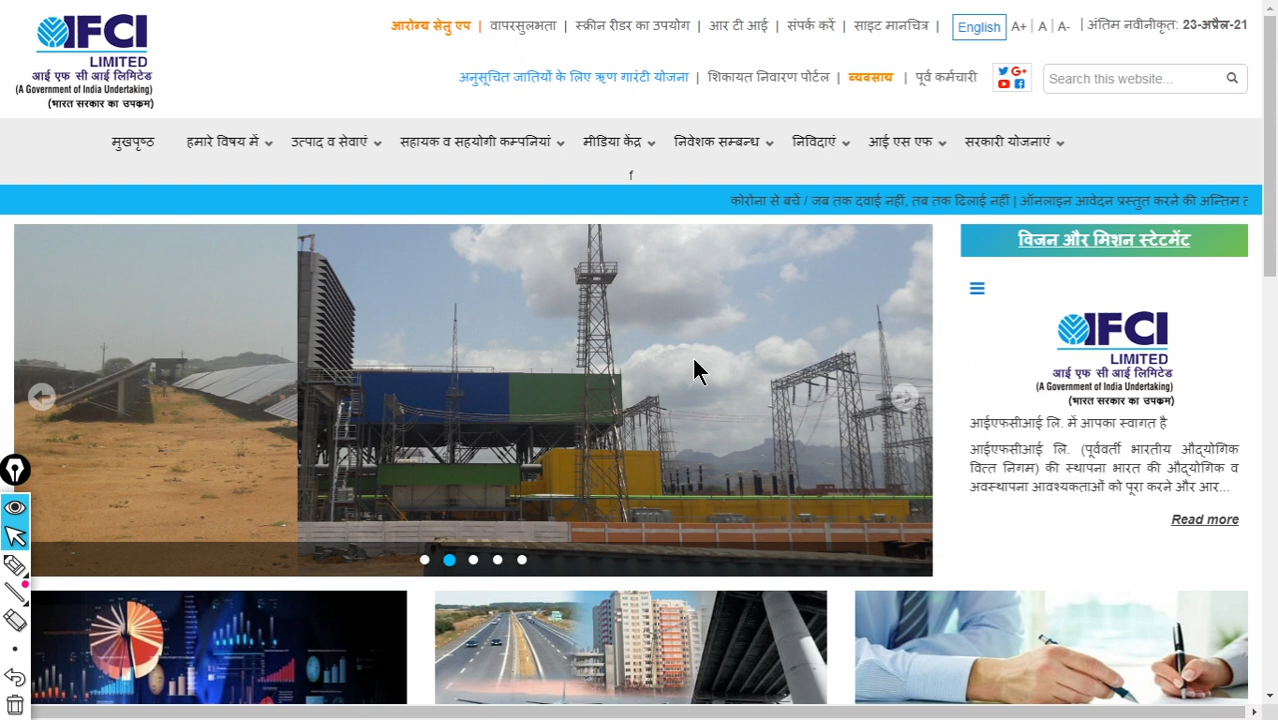 IFCI
LIMITED
आई एफ सी आई लिमिटेड
(A Government of India Undertaking)
(भारत सरकार का उपक्रम)
आरोग्य सेतु एप | वापरसुलभता | स्क्रीन रीडर का उपयोग | आर टी आई | संपर्क करें | साइट मानचित्र | English A+ | A | A- | अंतिम नवीनीकृत: 23-अप्रैल-21
अनुसूचित जातियों के लिए ऋण गारंटी योजना | शिकायत निवारण पोर्टल | व्यवसाय | पूर्व कर्मचारी Search this website...
मुखपृष्ठ हमारे विषय में उत्पाद व सेवाएं सहायक व सहयोगी कम्पनियां मीडिया केंद्र निवेशक सम्बन्ध निविदाएं आई एस एफ सरकारी योजनाएं
f
कोरोना से बचें / जब तक दवाई नहीं, तब तक ढिलाई नहीं | ऑनलाइन आवेदन प्रस्तुत करने की अन्तिम
विजन और मिशन स्टेटमेंट
IFCI
LIMITED
आई एफ सी आई लिमिटेड
(A Government of India Undertaking)
(भारत सरकार का उपक्रम)
आईएफसीआई लि. में आपका स्वागत है
आईएफसीआई लि. (पूर्ववर्ती भारतीय औद्योगिक
वित्त निगम) की स्थापना भारत की औद्योगिक व
अवस्थापना आवश्यकताओं को पूरा करने और आर...
Read more